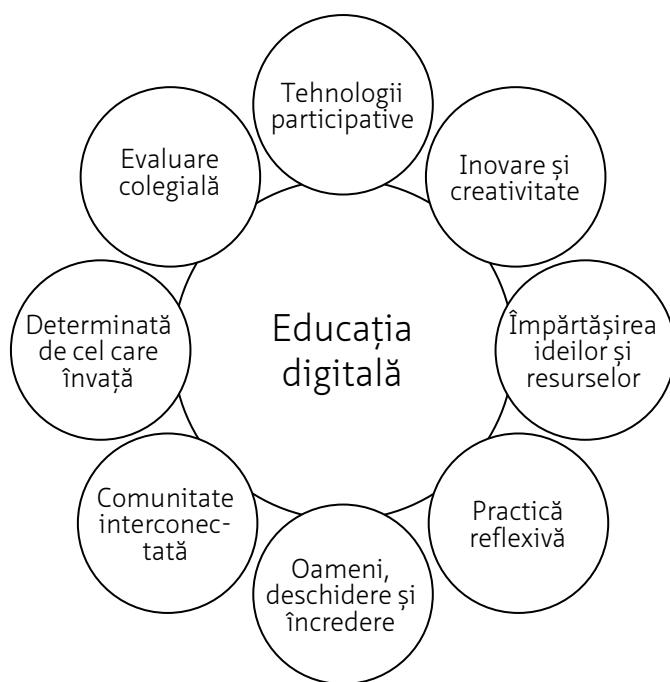 Tehnologii
participative
Inovare și
creativitate
Împărtășirea
ideilor și
resurselor
Practică
reflexivă
Oameni,
deschidere și
încredere
Comunitate
interconec-
tată
Determinată
de cel care
învață
Evaluare
colegială
Educația
digitală